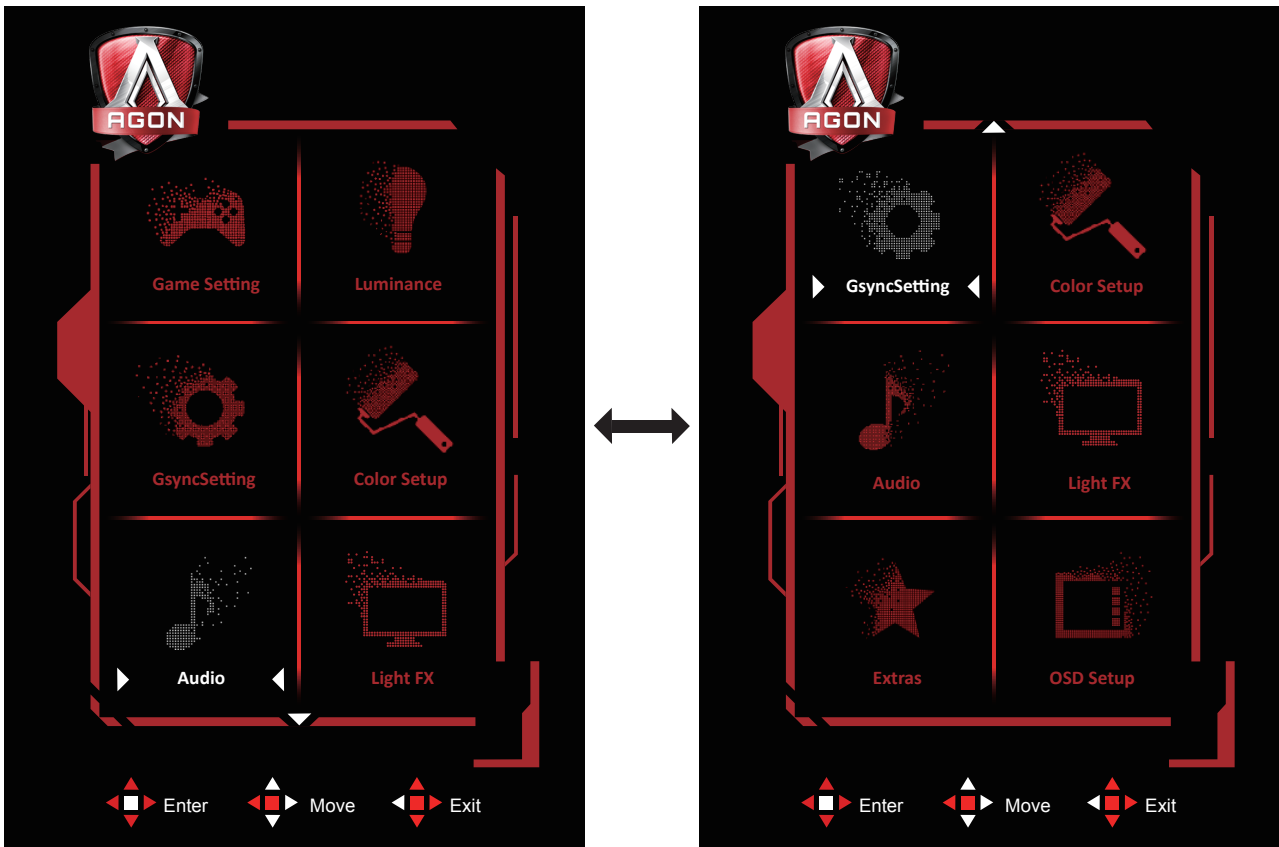 AGON
Game Setting Luminance
GsyncSetting Color Setup
Audio Light FX
Enter Move Exit
AGON
GsyncSetting Color Setup
Audio Light FX
Extras OSD Setup
Enter Move Exit